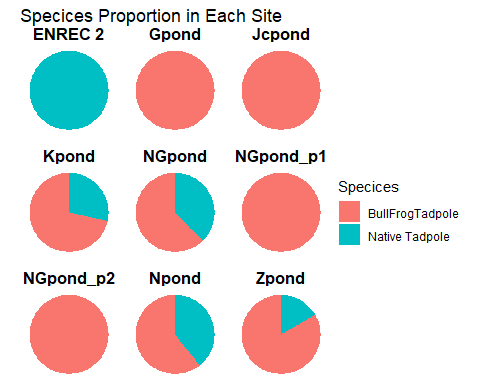 Specices Proportion in Each Site
ENREC 2
Gpond
Jcpond
Kpond
NGpond
NGpond_p1
NGpond_p2
Npond
Zpond
Specices
BullFrogTadpole
Native Tadpole